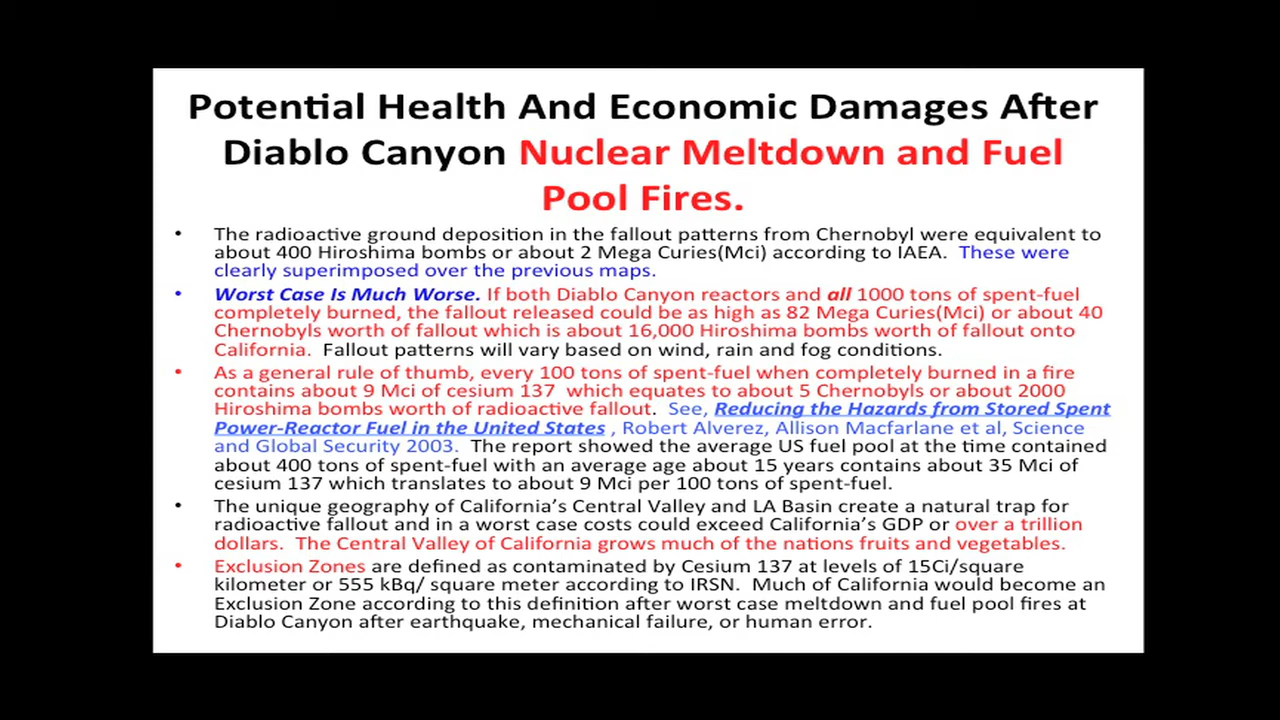 Potential Health And Economic Damages After
Diablo Canyon Nuclear Meltdown and Fuel
Pool Fires.
• The radioactive ground deposition in the fallout patterns from Chernobyl were equivalent to
about 400 Hiroshima bombs or about 2 Mega Curies(Mci) according to IAEA.  These were
clearly superimposed over the previous maps.
• Worst Case Is Much Worse. If both Diablo Canyon reactors and all 1000 tons of spent-fuel
completely burned, the fallout released could be as high as 82 Mega Curies(Mci) or about 40
Chernobyls worth of fallout which is about 16,000 Hiroshima bombs worth of fallout onto
California.  Fallout patterns will vary based on wind, rain and fog conditions.
• As a general rule of thumb, every 100 tons of spent-fuel when completely burned in a fire
contains about 9 Mci of cesium 137  which equates to about 5 Chernobyls or about 2000
Hiroshima bombs worth of radioactive fallout.  See, Reducing the Hazards from Stored Spent
Power-Reactor Fuel in the United States , Robert Alverez, Allison Macfarlane et al, Science
and Global Security 2003.  The report showed the average US fuel pool at the time contained
about 400 tons of spent-fuel with an average age about 15 years contains about 35 Mci of
cesium 137 which translates to about 9 Mci per 100 tons of spent-fuel.
• The unique geography of California's Central Valley and LA Basin create a natural trap for
radioactive fallout and in a worst case costs could exceed California's GDP or over a trillion
dollars.  The Central Valley of California grows much of the nations fruits and vegetables.
• Exclusion Zones are defined as contaminated by Cesium 137 at levels of 15Ci/square
kilometer or 555 kBq/ square meter according to IRSN.  Much of California would become an
Exclusion Zone according to this definition after worst case meltdown and fuel pool fires at
Diablo Canyon after earthquake, mechanical failure, or human error.